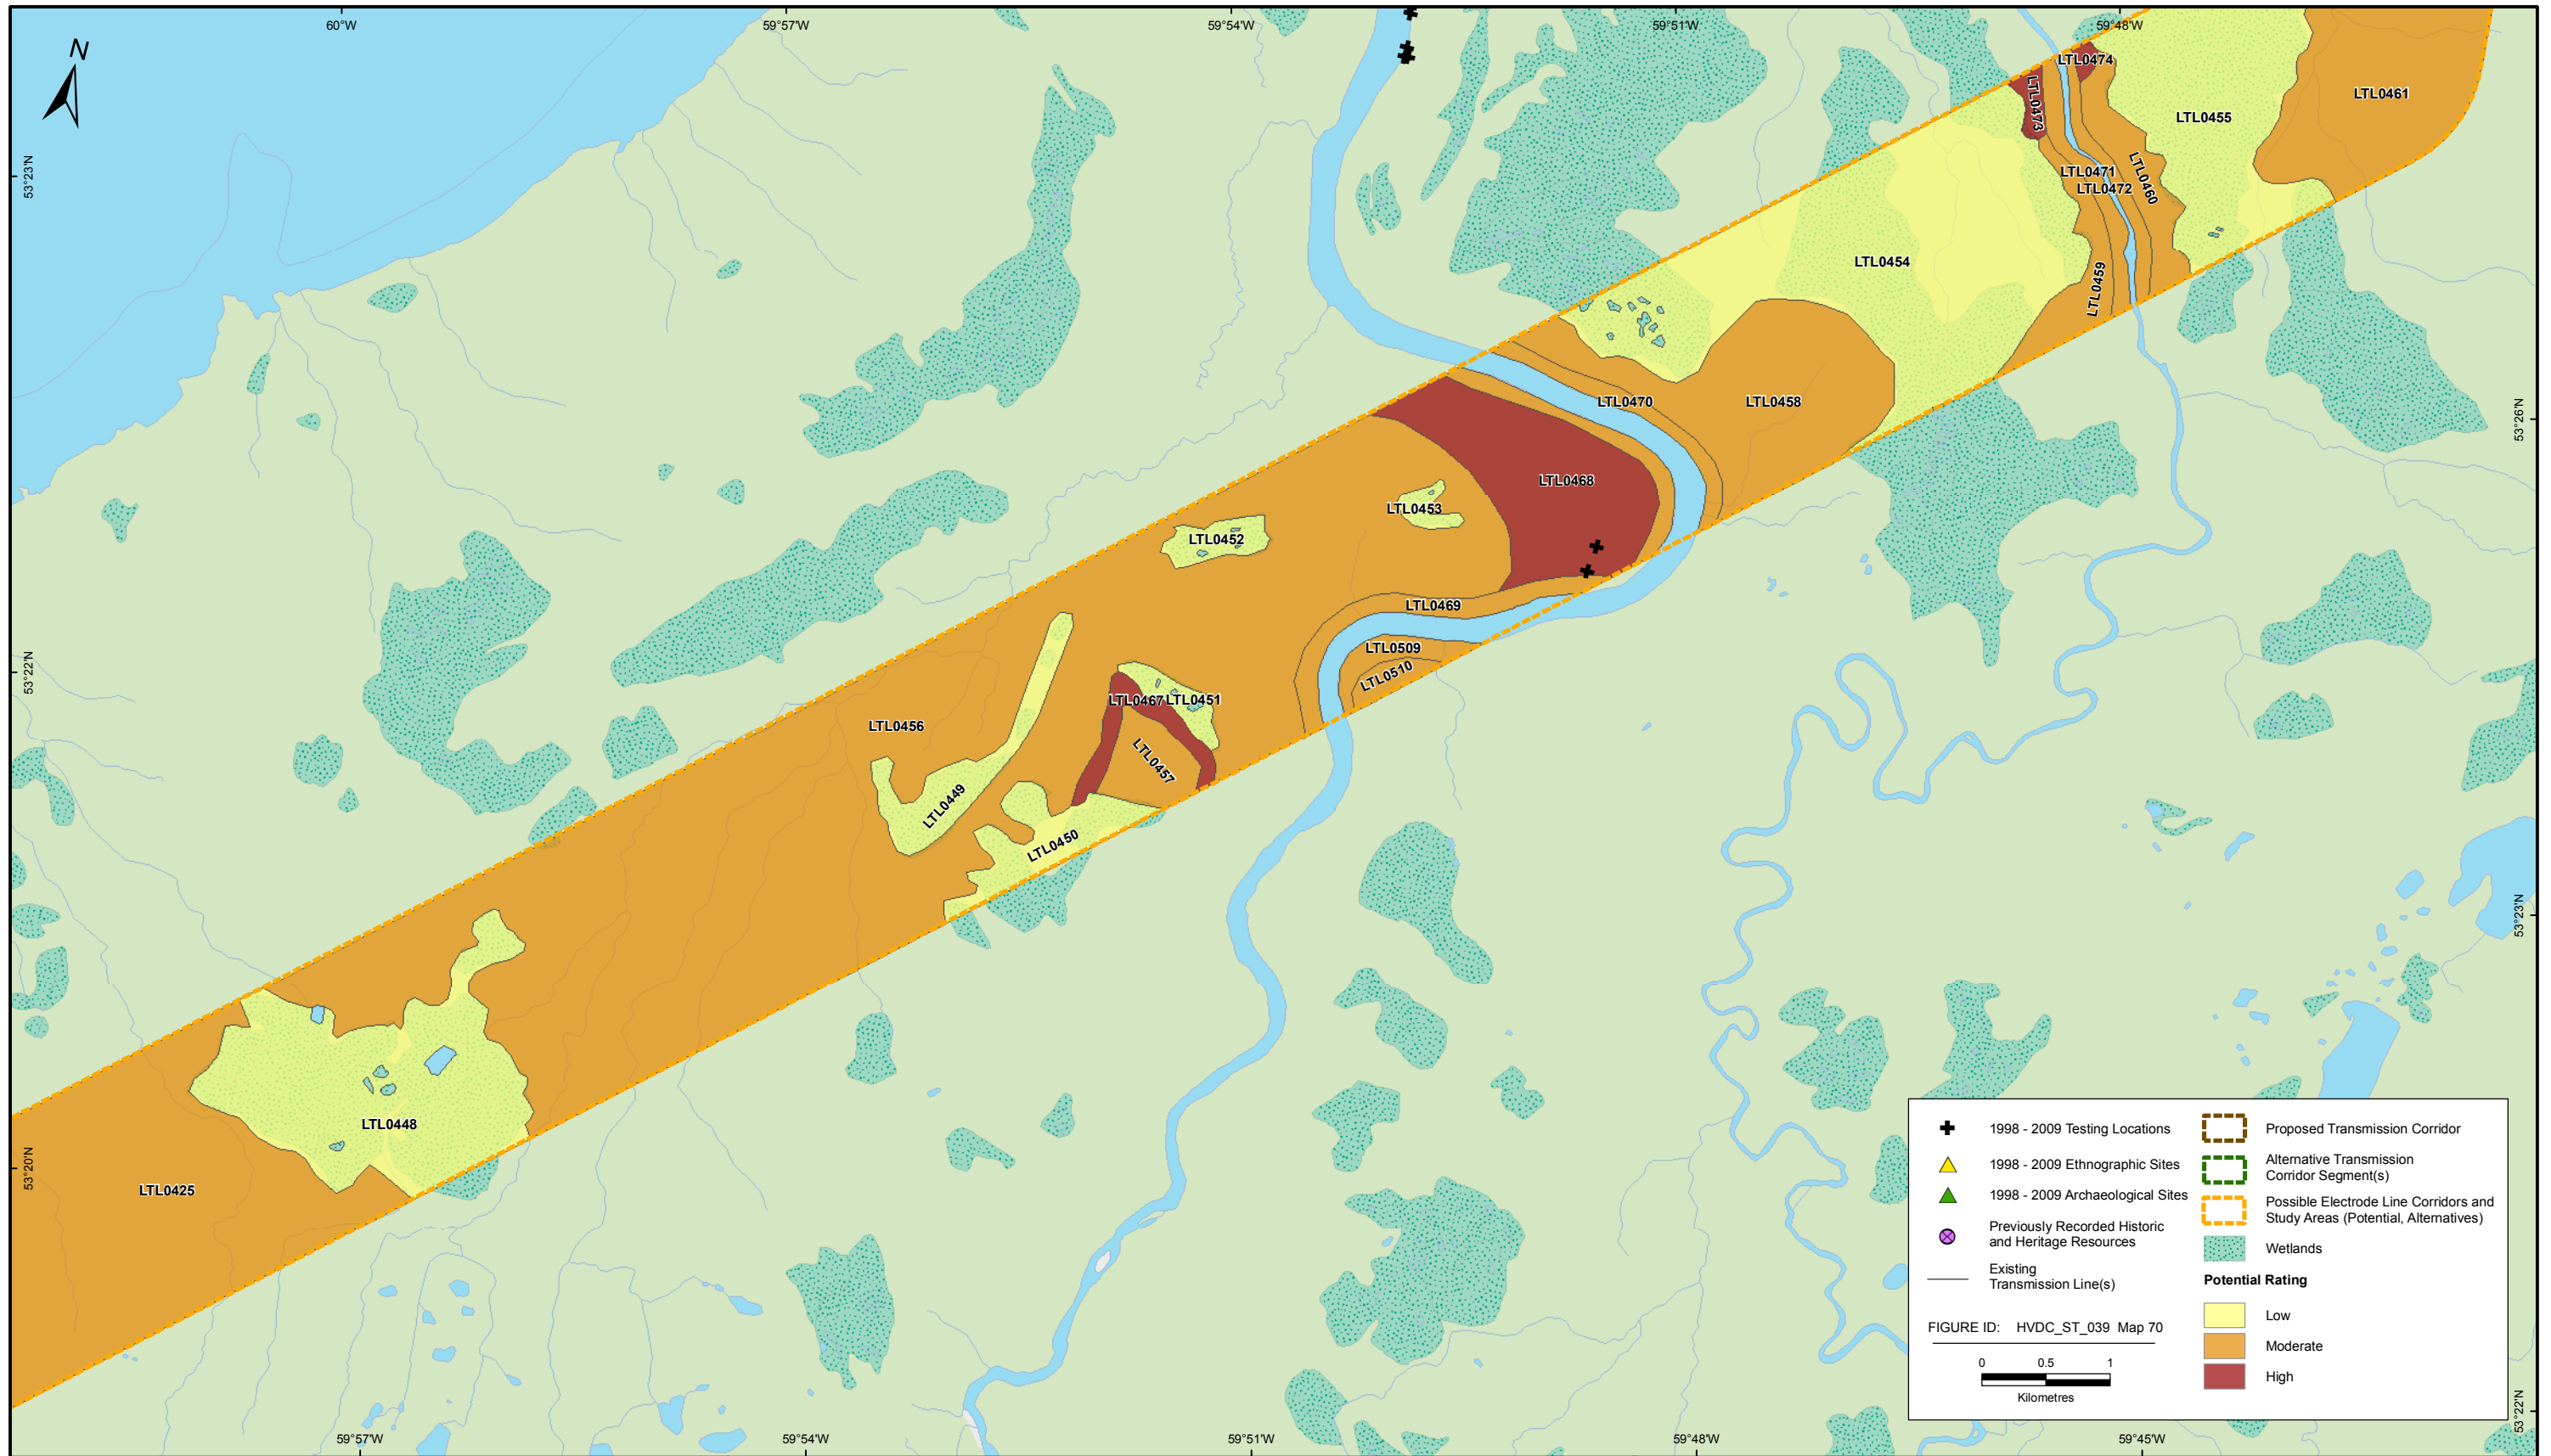 60°W
59°57'W
59°54'W
59°51'W
59°48'W
N
LTL0474
LTL0473
LTL0461
LTL0455
53°23'N
LTL0471
LTL0472
LTL0460
LTL0454
LTL0459
LTL0470
LTL0458
53°26'N
LTL0468
LTL0453
LTL0452
LTL0469
LTL0509
LTL0510
53°22'N
LTL0467
LTL0451
LTL0456
LTL0457
LTL0449
LTL0450
53°23'N
LTL0448
53°20'N
LTL0425
1998 - 2009 Testing Locations
1998 - 2009 Ethnographic Sites
1998 - 2009 Archaeological Sites
Previously Recorded Historic
and Heritage Resources
Existing
Transmission Line(s)
FIGURE ID: HVDC_ST_039 Map 70
0 0.5 1
Kilometres
Proposed Transmission Corridor
Alternative Transmission
Corridor Segment(s)
Possible Electrode Line Corridors and
Study Areas (Potential, Alternatives)
Wetlands
Potential Rating
Low
Moderate
High
53°22'N
59°57'W
59°54'W
59°51'W
59°48'W
59°45'W